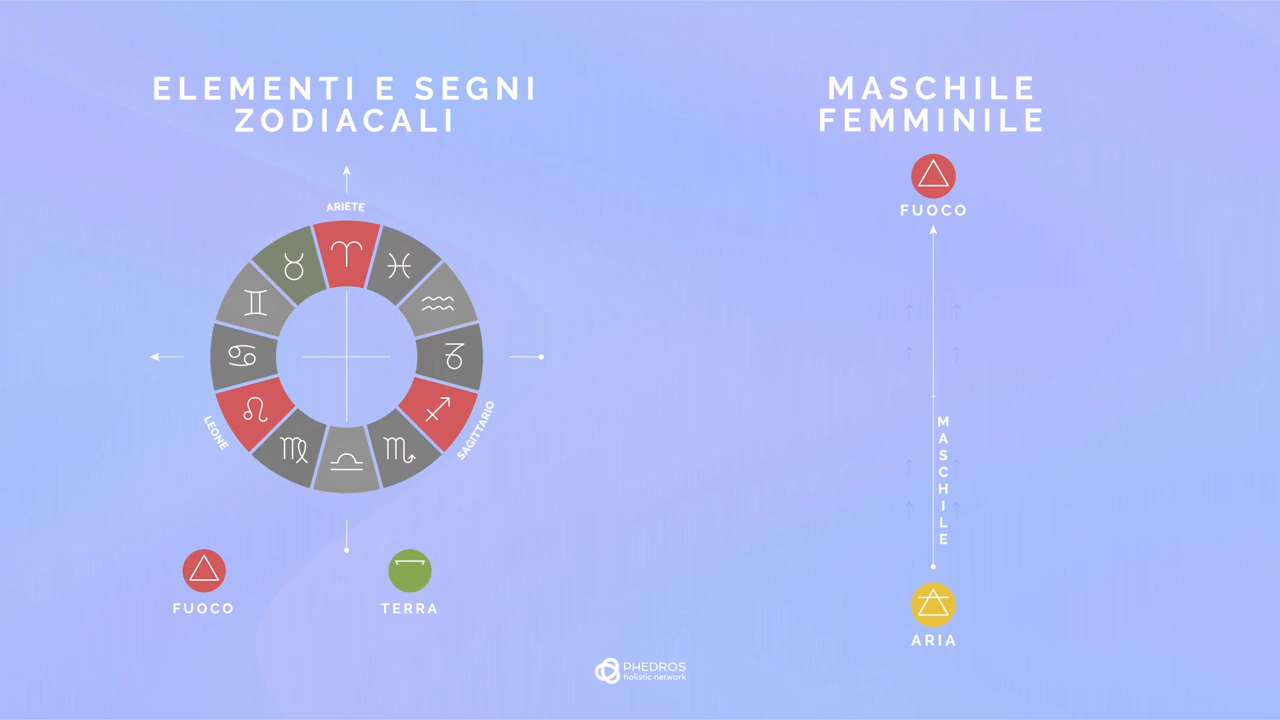 ELEMENTI E SEGNI
ZODIACALI
ARIETE
LEONE
SAGITTARIO
FUOCO
TERRA
MASCHILE
FEMMINILE
FUOCO
MASCHILE
ARIA
PHEDROS
holistic network